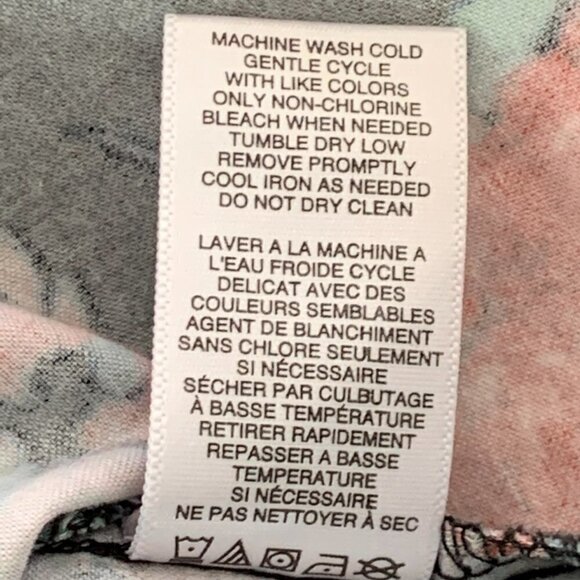 MACHINE WASH COLD
GENTLE CYCLE
WITH LIKE COLORS
ONLY NON-CHLORINE
BLEACH WHEN NEEDED
TUMBLE DRY LOW
REMOVE PROMPTLY
COOL IRON AS NEEDED
DO NOT DRY CLEAN
LAVER A LA MACHINE A
L'EAU FROIDE CYCLE
DELICAT AVEC DES
COULEURS SEMBLABLES
AGENT DE BLANCHIMENT
SANS CHLORE SEULEMENT
SI NÉCESSAIRE
SÉCHER PAR CULBUTAGE
À BASSE TEMPÉRATURE
RETIRER RAPIDEMENT
REPASSER A BASSE
TEMPERATURE
SI NÉCESSAIRE
NE PAS NETTOYER À SEC